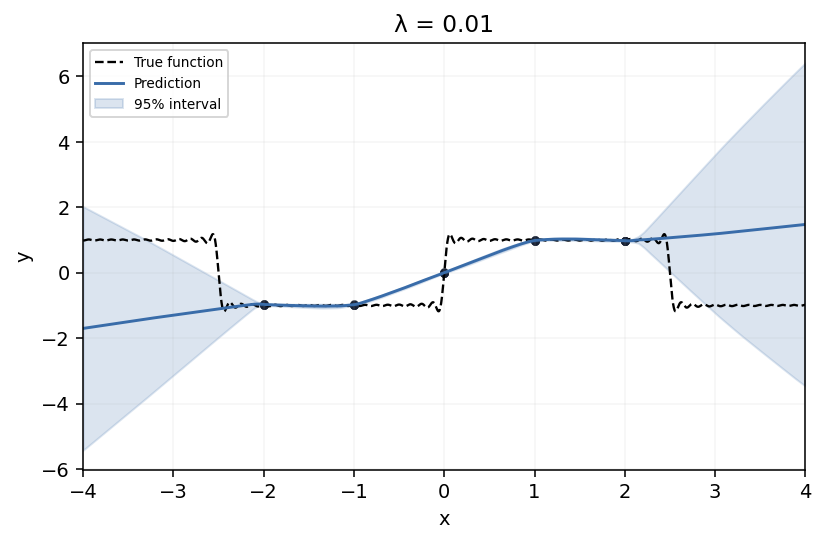 λ = 0.01
True function
Prediction
95% interval
6
4
2
0
−2
−4
−6
y
−4
−3
−2
−1
0
1
2
3
4
x